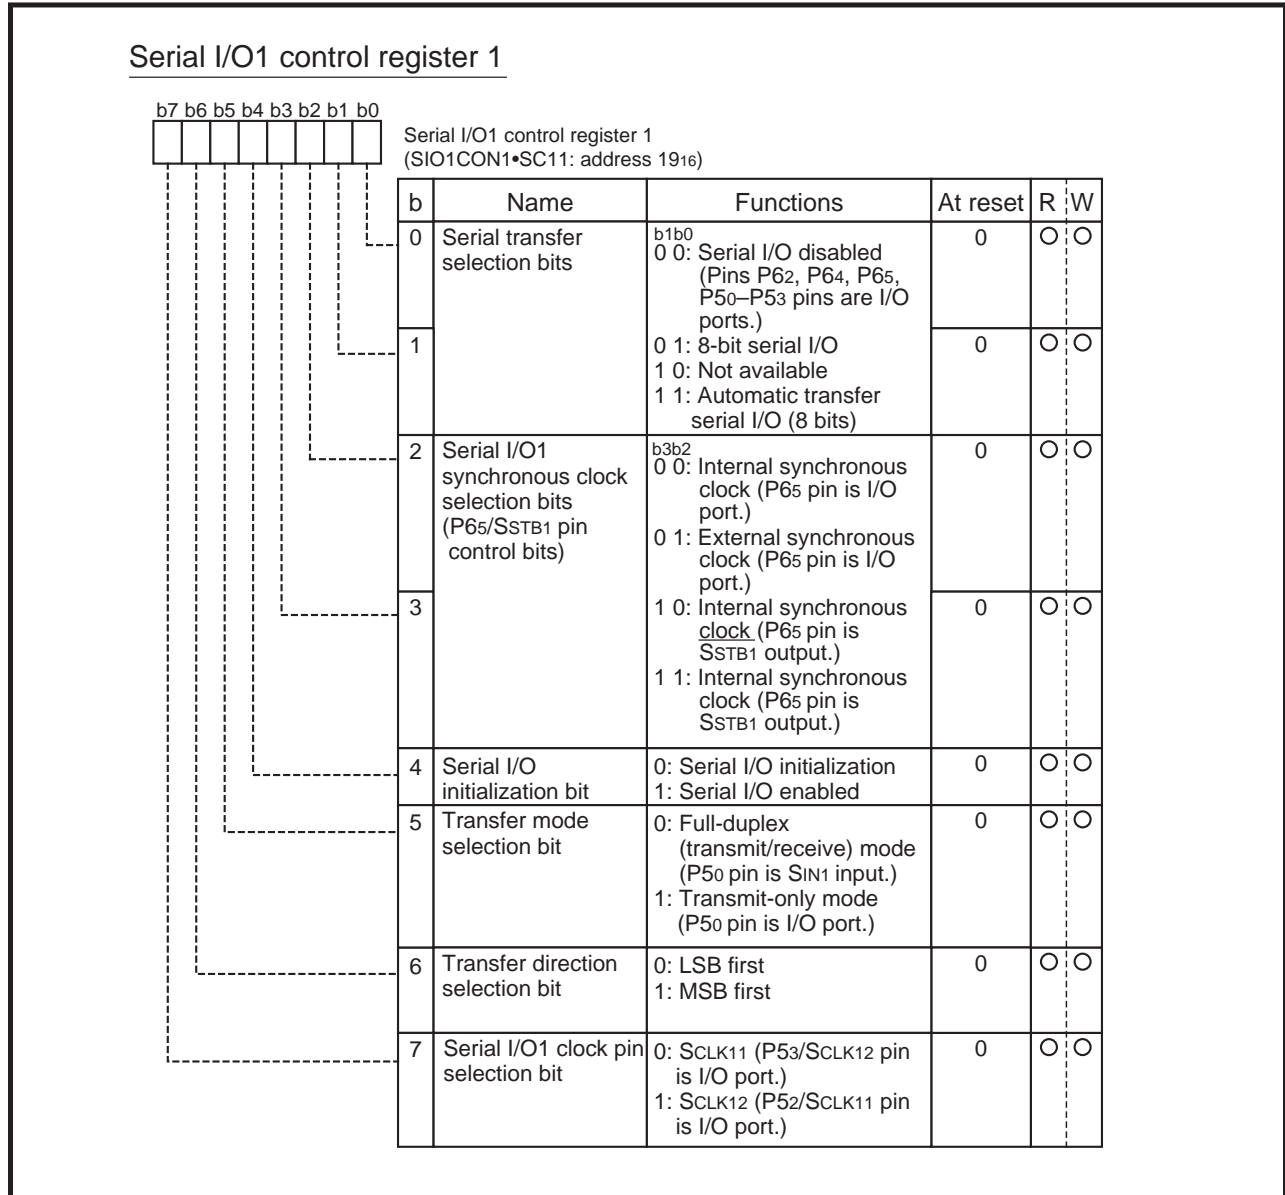 Serial I/O1 control register 1
b7 b6 b5 b4 b3 b2 b1 b0
Serial I/O1 control register 1
(SIO1CON1•SC11: address 1916)
b Name Functions At reset R W
0 Serial transfer selection bits
b1b0
0 0: Serial I/O disabled
(Pins P62, P64, P65,
P50–P53 pins are I/O
ports.)
0
1
0 1: 8-bit serial I/O
1 0: Not available
1 1: Automatic transfer
serial I/O (8 bits)
0
2 Serial I/O1
synchronous clock
selection bits
(P65/SSTB1 pin
control bits)
b3b2
0 0: Internal synchronous
clock (P65 pin is I/O
port.)
0 1: External synchronous
clock (P65 pin is I/O
port.)
0
3
1 0: Internal synchronous
clock (P65 pin is
SSTB1 output.)
1 1: Internal synchronous
clock (P65 pin is
SSTB1 output.)
0
4 Serial I/O
initialization bit
0: Serial I/O initialization
1: Serial I/O enabled
0
5 Transfer mode
selection bit
0: Full-duplex
(transmit/receive) mode
(P50 pin is SIN1 input.)
1: Transmit-only mode
(P50 pin is I/O port.)
0
6 Transfer direction
selection bit
0: LSB first
1: MSB first
0
7 Serial I/O1 clock pin
selection bit
0: SCLK11 (P53/SCLK12 pin
is I/O port.)
1: SCLK12 (P52/SCLK11 pin
is I/O port.)
0